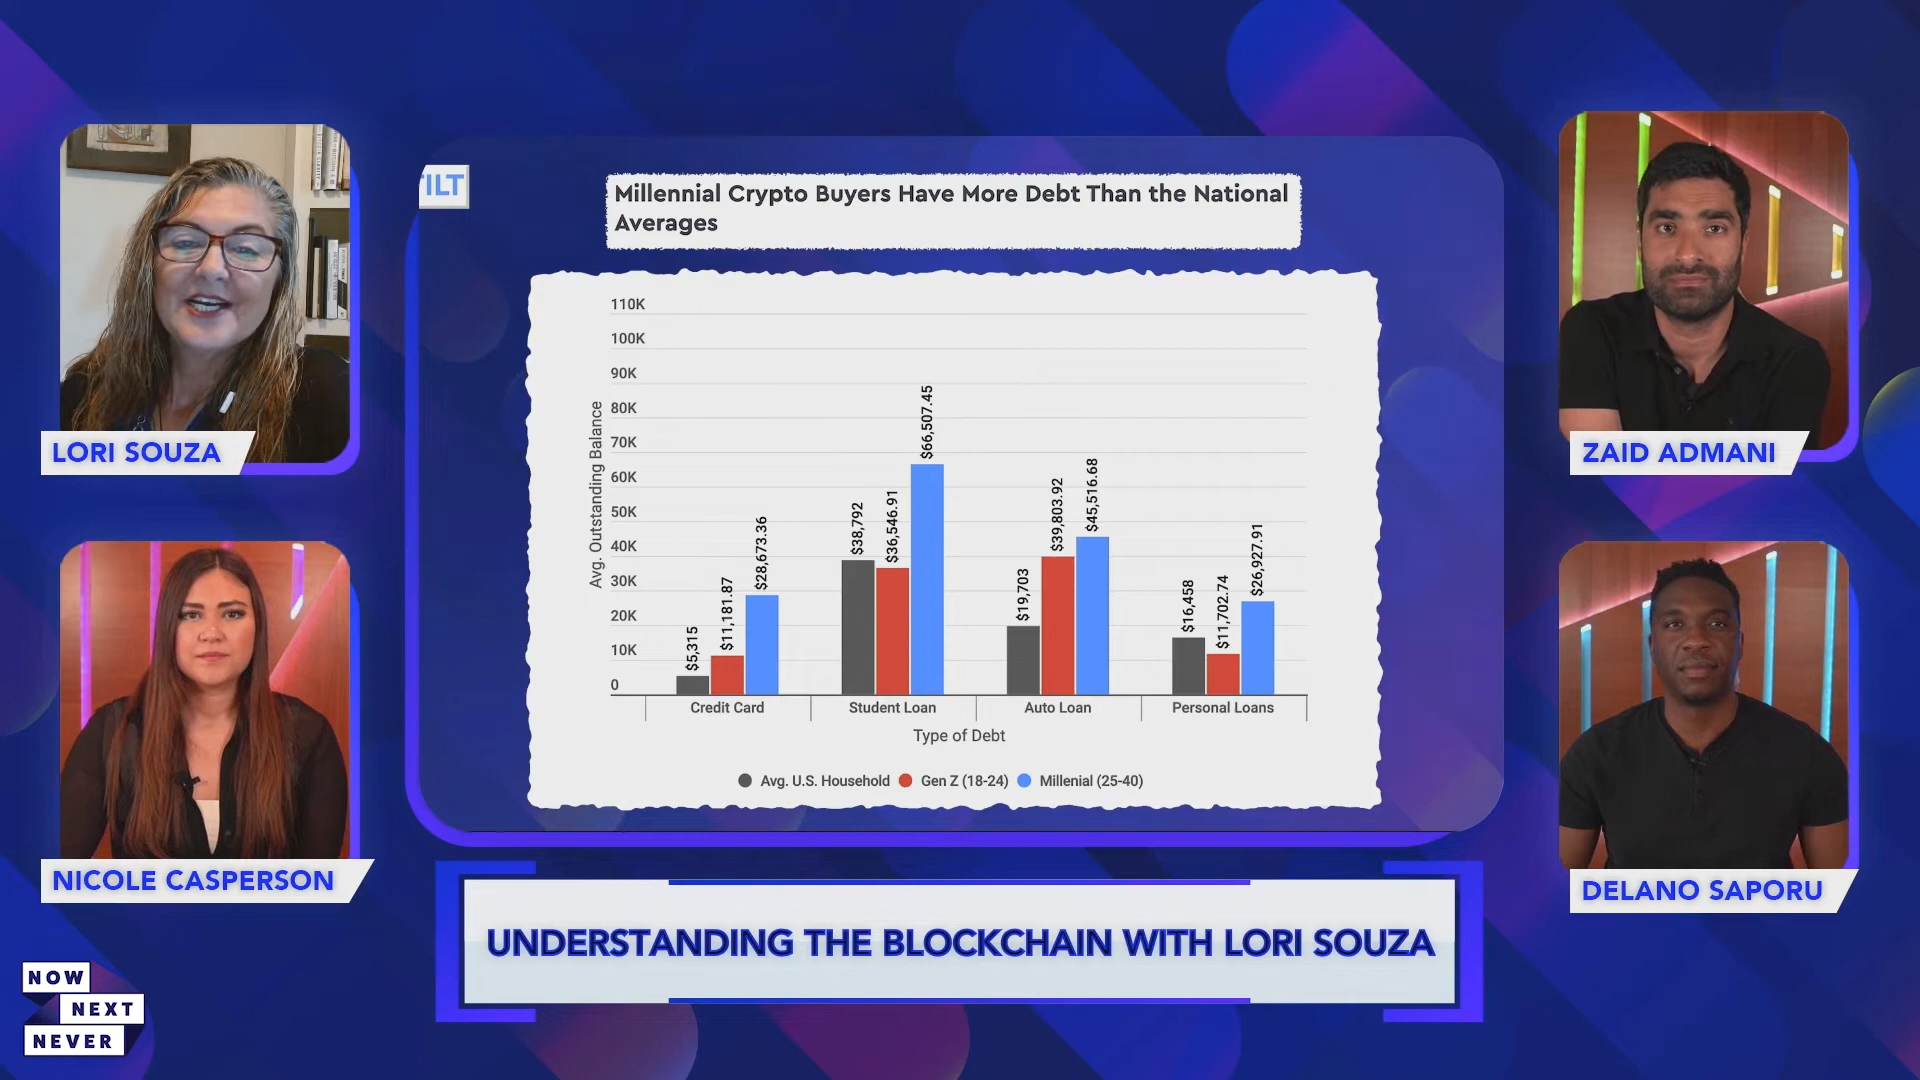 ILT
Millennial Crypto Buyers Have More Debt Than the National
Averages
110K
100K
90K
80K
70K
60K
50K
40K
30K
20K
10K
0
Avg. Outstanding Balance
$5,315
$11,181.87
$28,673.36
$38,792
$36,546.91
$66,507.45
$19,703
$39,803.92
$45,516.68
$16,458
$11,702.74
$26,927.91
Credit Card
Student Loan
Auto Loan
Personal Loans
Type of Debt
Avg. U.S. Household
Gen Z (18-24)
Millenial (25-40)
LORI SOUZA
ZAID ADMANI
NICOLE CASPERSON
DELANO SAPORU
UNDERSTANDING THE BLOCKCHAIN WITH LORI SOUZA
NOW
NEXT
NEVER